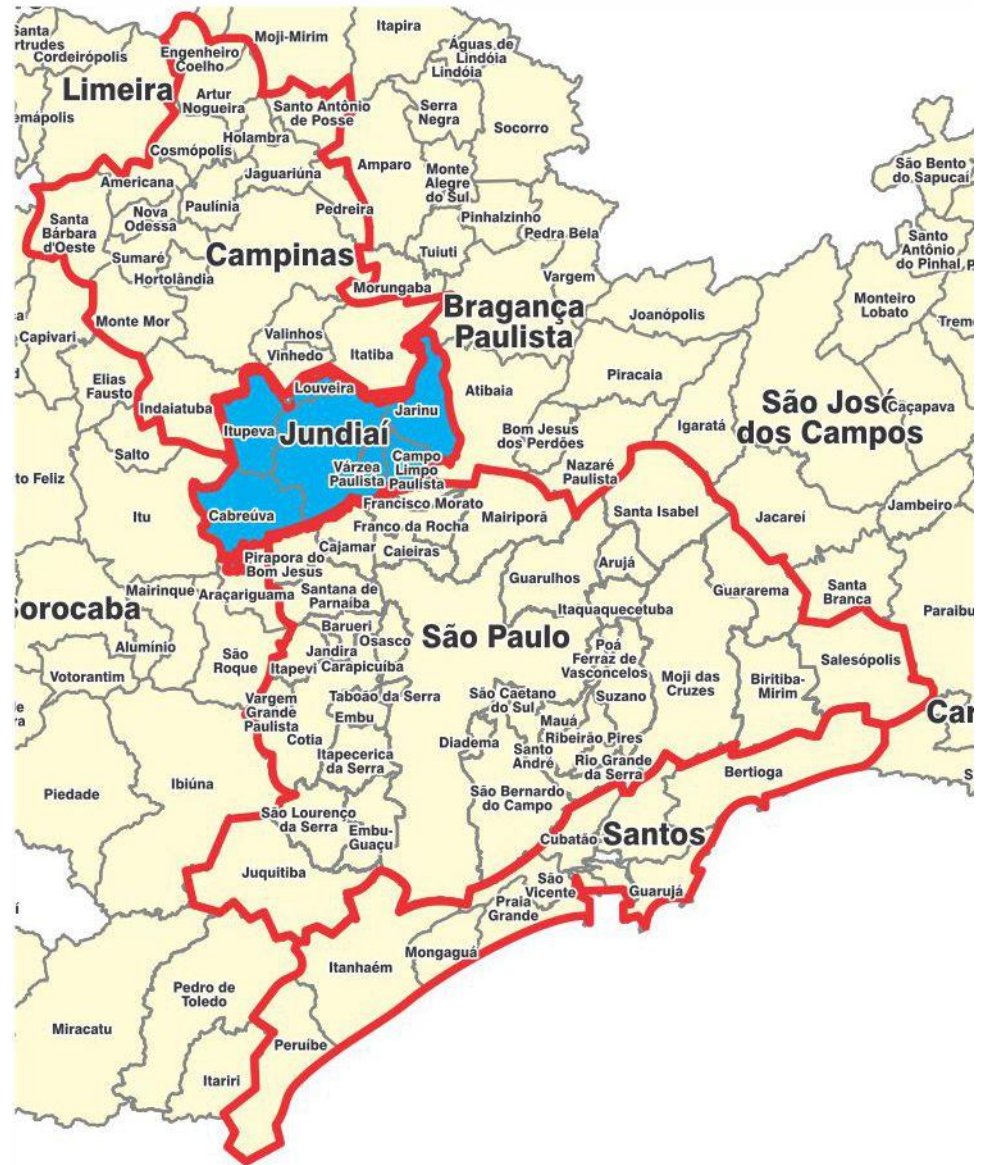 Santa
rtrudes
Cordeirópolis
Limeira
emápolis
Engenheiro
Coelho
Moji-Mirim
Itapira
Águas de
Lindóia
Lindóia
Artur
Nogueira
Santo Antônio
de Posse
Serra
Negra
Socorro
Holambra
Cosmópolis
Jaguariúna
Amparo
Monte
Alegre
do Sul
São Bento
do Sapucaí
Americana
Santa
Bárbara
d'Oeste
Nova
Odessa
Paulínia
Pedreira
Pinhalzinho
Pedra Bela
Santo
Antônio
do Pinhal
Sumaré
Campinas
Tuiuti
Hortolândia
Morungaba
Vargem
Monteiro
Lobato
Bragança
Paulista
Joanópolis
Treme
Monte Mor
Capivari
Valinhos
Vinhedo
Itatiba
Elias
Fausto
Louveira
Atibaia
Piracaia
São José
dos Campos
Caçapava
Indaiatuba
Jarinu
Itupeva
Jundiaí
Bom Jesus
dos Perdões
Igaratá
Salto
Várzea
Paulista
Campo
Limpo
Paulista
Nazaré
Paulista
to Feliz
Itu
Cabreúva
Francisco Morato
Mairiporã
Santa Isabel
Jacareí
Jambeiro
Franco da Rocha
Cajamar
Caieiras
Pirapora do
Bom Jesus
Arujá
Guarulhos
Mairinque
Araçariguama
Santana de
Parnaíba
Guararema
Santa
Branca
Sorocaba
Itaquaquecetuba
Paraibu
Barueri
Osasco
São Paulo
Alumínio
São
Roque
Jandira
Itapevi
Carapicuíba
Poá
Ferraz de
Vasconcelos
Salesópolis
Votorantim
Moji das
Cruzes
Biritiba-
Mirim
Vargem
Grande
Paulista
Taboão da Serra
São Caetano
do Sul
Suzano
Car
Embu
Mauá
Cotia
Diadema
Ribeirão Pires
Santo
André
Itapecerica
da Serra
Rio Grande
da Serra
Bertioga
Piedade
Ibiúna
São Bernardo
do Campo
São Lourenço
da Serra
Embu-
Guaçu
Cubatão
Santos
Juquitiba
São
Vicente
Guarujá
Praia
Grande
Mongaguá
Itanhaém
Pedro de
Toledo
Miracatu
Peruíbe
Itariri